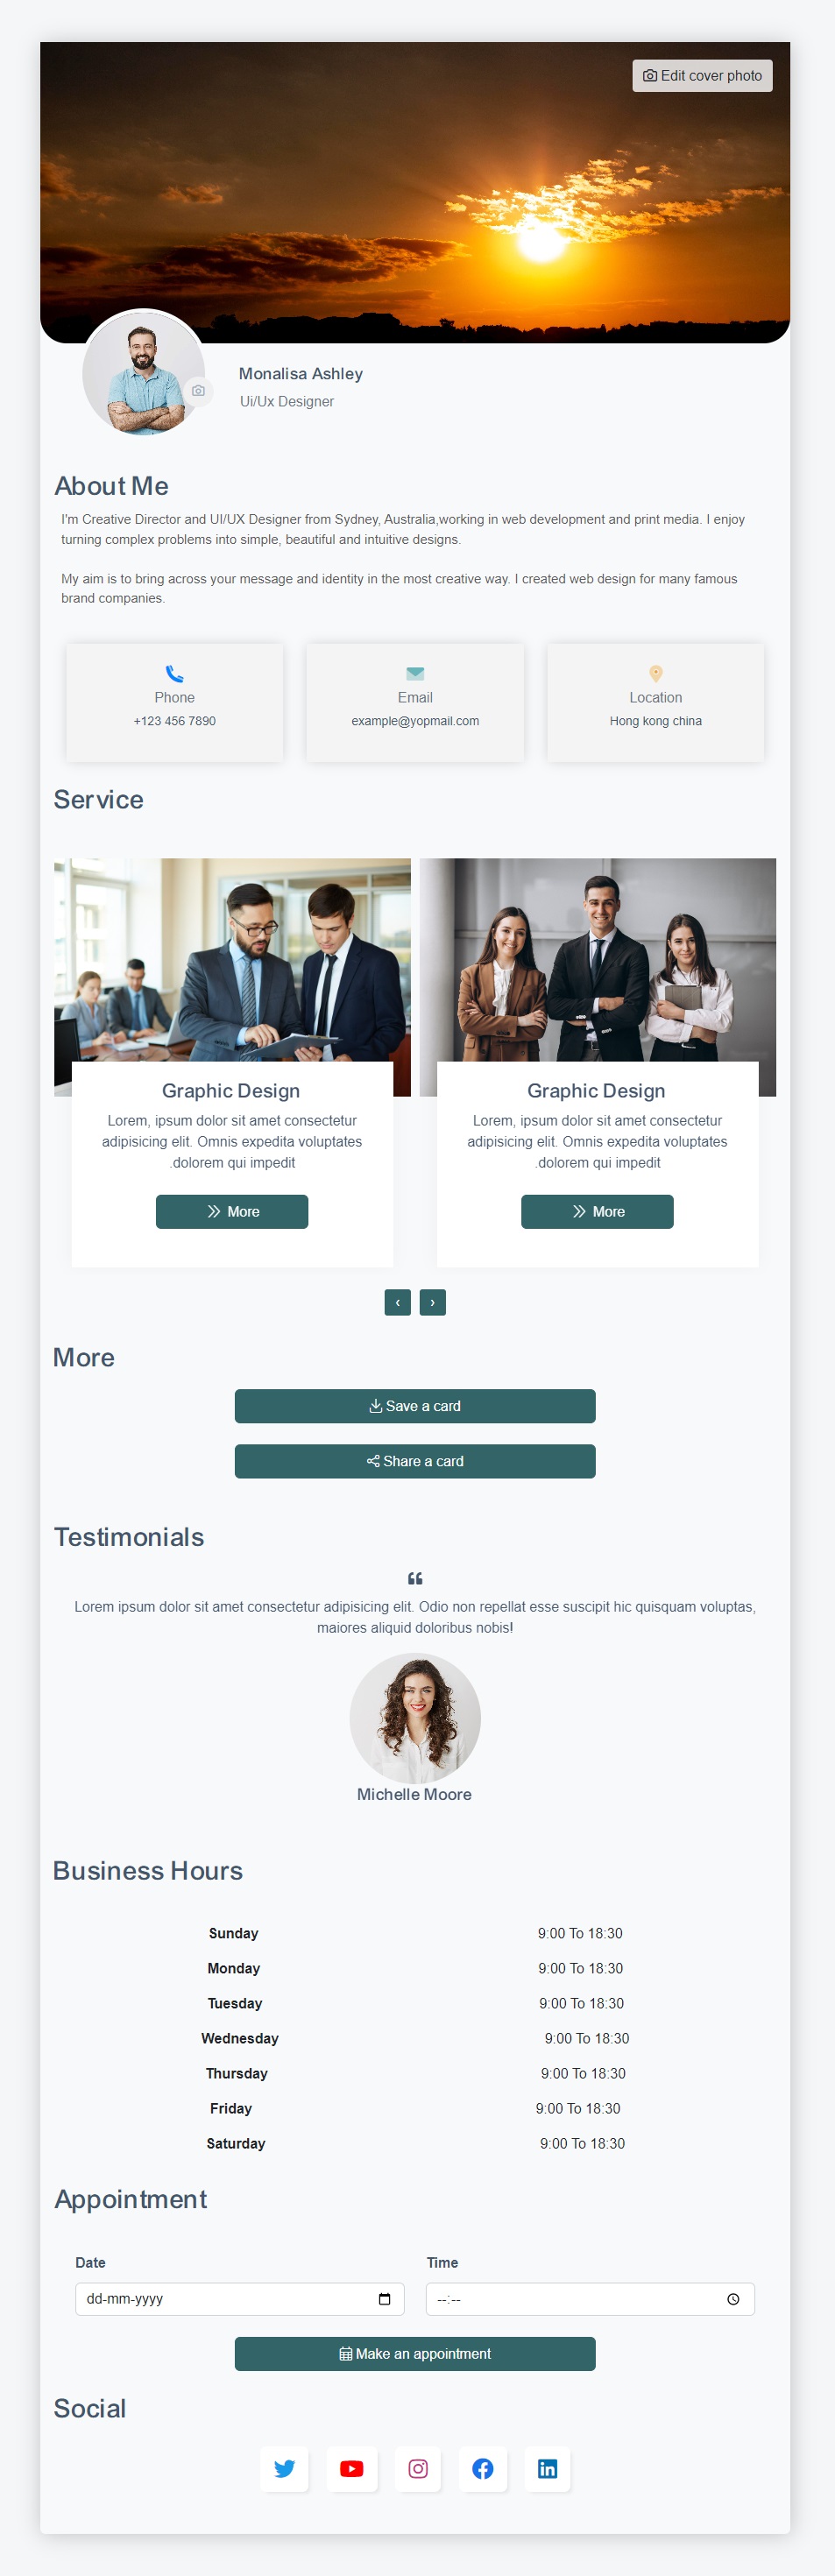 Edit cover photo
Monalisa Ashley
Ui/Ux Designer
About Me
I'm Creative Director and UI/UX Designer from Sydney, Australia,working in web development and print media. I enjoy
turning complex problems into simple, beautiful and intuitive designs.
My aim is to bring across your message and identity in the most creative way. I created web design for many famous
brand companies.
Phone
+123 456 7890
Email
example@yopmail.com
Location
Hong kong china
Service
Graphic Design
Lorem, ipsum dolor sit amet consectetur
adipisicing elit. Omnis expedita voluptates
.dolorem qui impedit
More
Graphic Design
Lorem, ipsum dolor sit amet consectetur
adipisicing elit. Omnis expedita voluptates
.dolorem qui impedit
More
‹ ›
More
Save a card
Share a card
Testimonials
Lorem ipsum dolor sit amet consectetur adipisicing elit. Odio non repellat esse suscipit hic quisquam voluptas,
maiores aliquid doloribus nobis!
Michelle Moore
Business Hours
Sunday 9:00 To 18:30
Monday 9:00 To 18:30
Tuesday 9:00 To 18:30
Wednesday 9:00 To 18:30
Thursday 9:00 To 18:30
Friday 9:00 To 18:30
Saturday 9:00 To 18:30
Appointment
Date Time
dd-mm-yyyy --:--
Make an appointment
Social